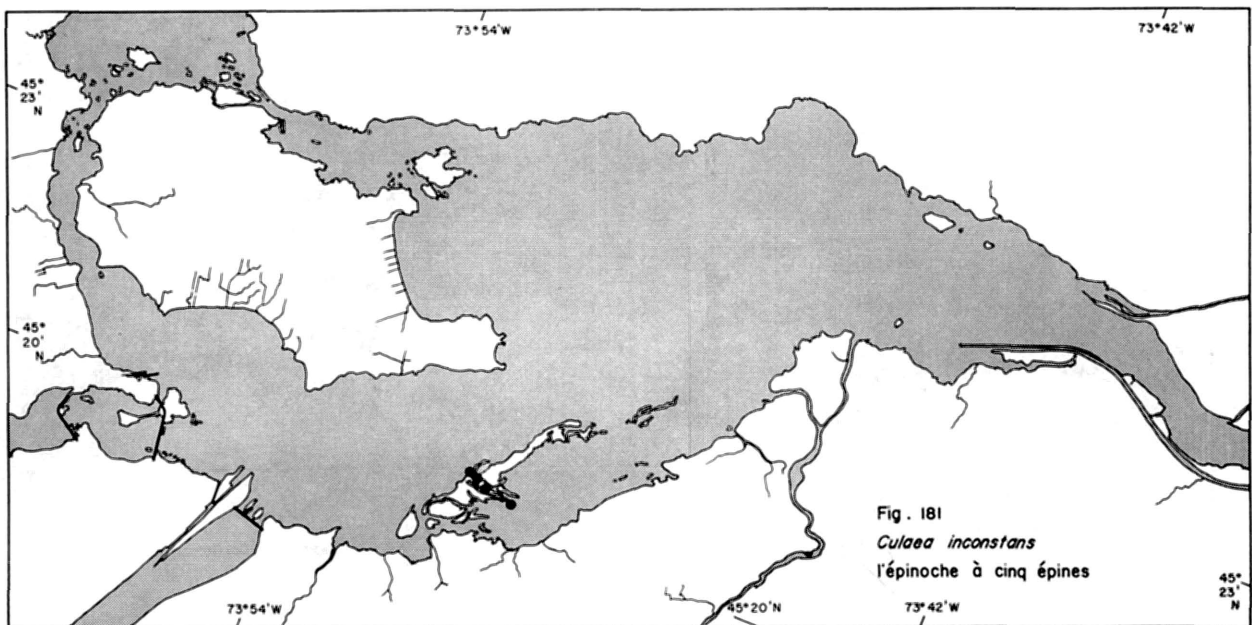 73°54'W
73°42'W
45°
23'
N
45°
20'
N
Fig. 181
Culaea inconstans
l'épinoche à cinq épines
45°
23'
N
73°54'W
45°20'N
73°42'W